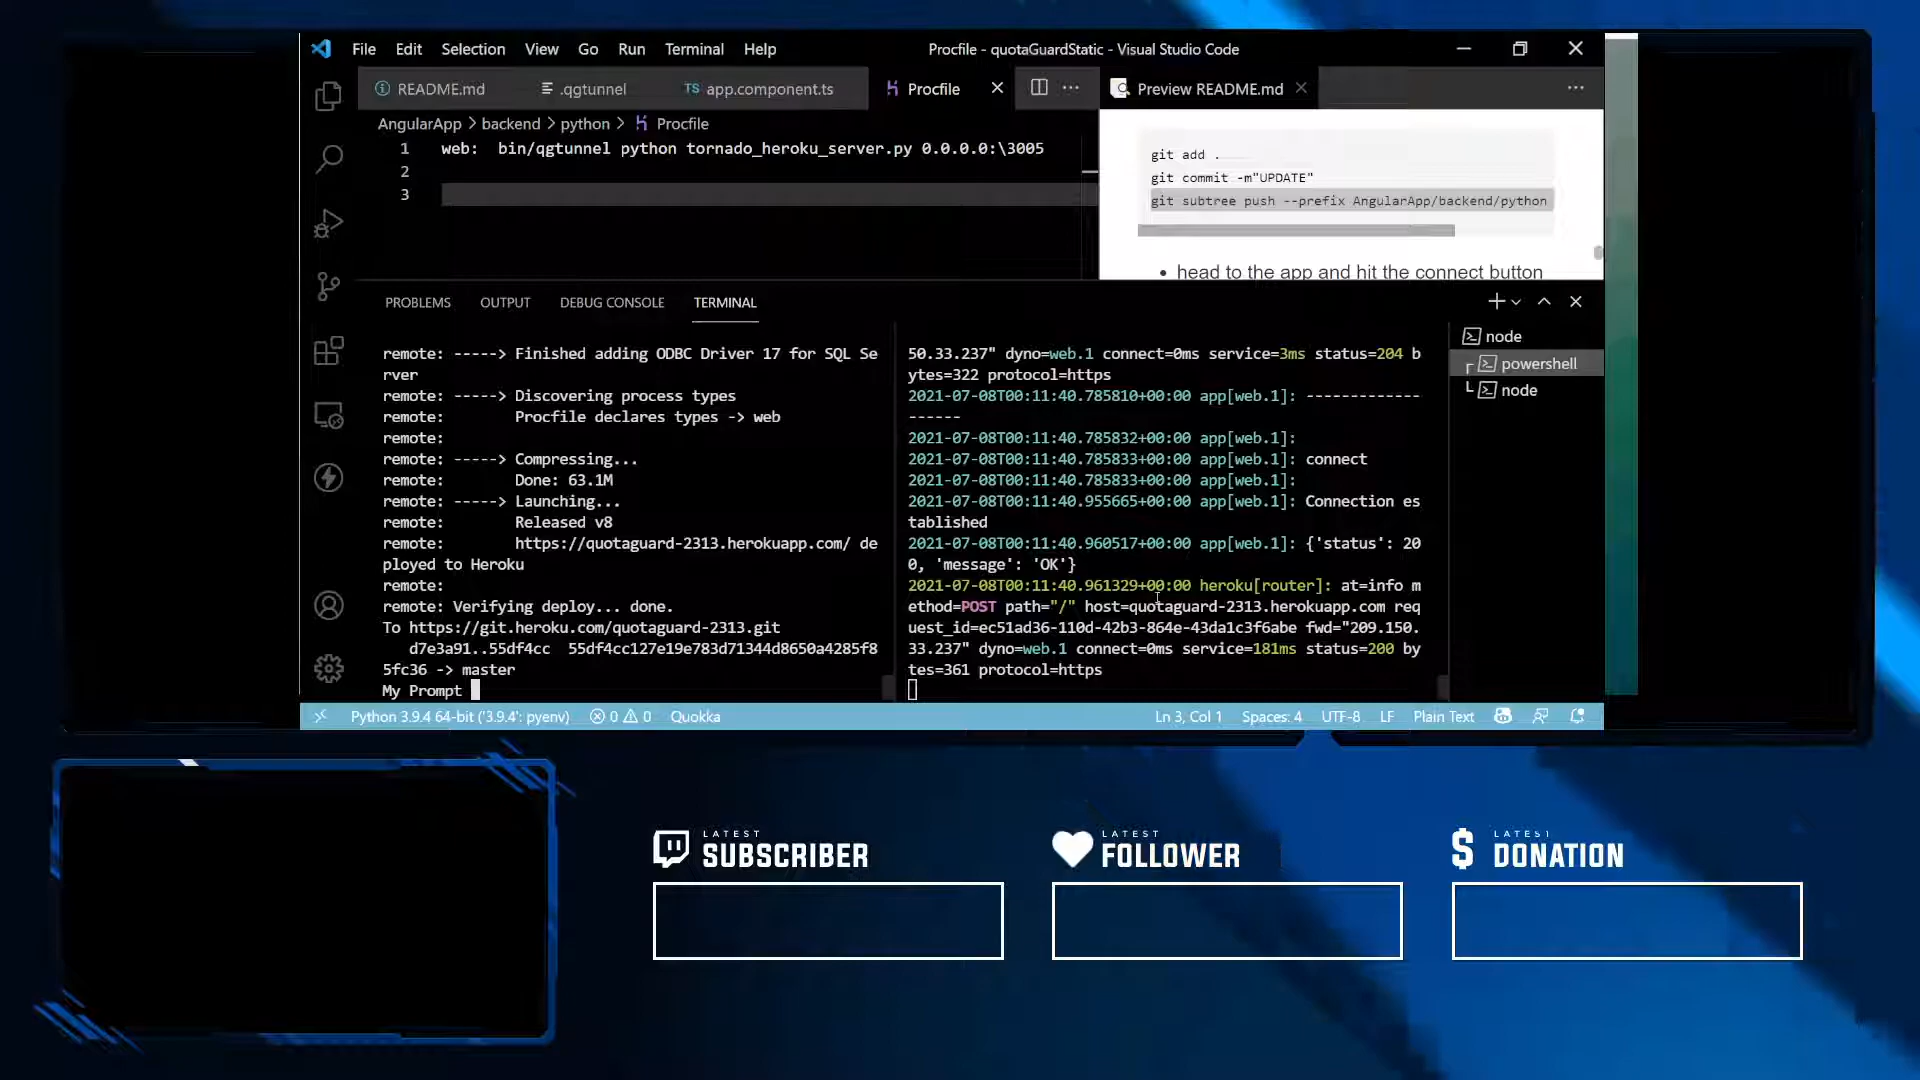 File Edit Selection View Go Run Terminal Help Procfile - quotaGuardStatic - Visual Studio Code
README.md .qgtunnel TS app.component.ts Procfile Preview README.md
AngularApp > backend > python > Procfile
1 web:  bin/qgtunnel python tornado_heroku_server.py 0.0.0.0:\3005
2
3
git add .
git commit -m"UPDATE"
git subtree push --prefix AngularApp/backend/python
• head to the app and hit the connect button
PROBLEMS OUTPUT DEBUG CONSOLE TERMINAL
remote: -----> Finished adding ODBC Driver 17 for SQL Se
rver
remote: -----> Discovering process types
remote:        Procfile declares types -> web
remote:
remote: -----> Compressing...
remote:        Done: 63.1M
remote: -----> Launching...
remote:        Released v8
remote:        https://quotaguard-2313.herokuapp.com/ de
ployed to Heroku
remote:
remote: Verifying deploy... done.
To https://git.heroku.com/quotaguard-2313.git
   d7e3a91..55df4cc  55df4cc127e19e783d71344d8650a4285f8
5fc36 -> master
My Prompt
50.33.237" dyno=web.1 connect=0ms service=3ms status=204 b
ytes=322 protocol=https
2021-07-08T00:11:40.785810+00:00 app[web.1]: -------------
------
2021-07-08T00:11:40.785832+00:00 app[web.1]:
2021-07-08T00:11:40.785833+00:00 app[web.1]: connect
2021-07-08T00:11:40.785833+00:00 app[web.1]:
2021-07-08T00:11:40.955665+00:00 app[web.1]: Connection es
tablished
2021-07-08T00:11:40.960517+00:00 app[web.1]: {'status': 20
0, 'message': 'OK'}
2021-07-08T00:11:40.961329+00:00 heroku[router]: at=info m
ethod=POST path="/" host=quotaguard-2313.herokuapp.com req
uest_id=ec51ad36-110d-42b3-864e-43da1c3f6abe fwd="209.150.
33.237" dyno=web.1 connect=0ms service=181ms status=200 by
tes=361 protocol=https
node
powershell
node
Python 3.9.4 64-bit ('3.9.4': pyenv) 0 0 Quokka Ln 3, Col 1 Spaces: 4 UTF-8 LF Plain Text
LATEST
SUBSCRIBER
LATEST
FOLLOWER
LATEST
DONATION